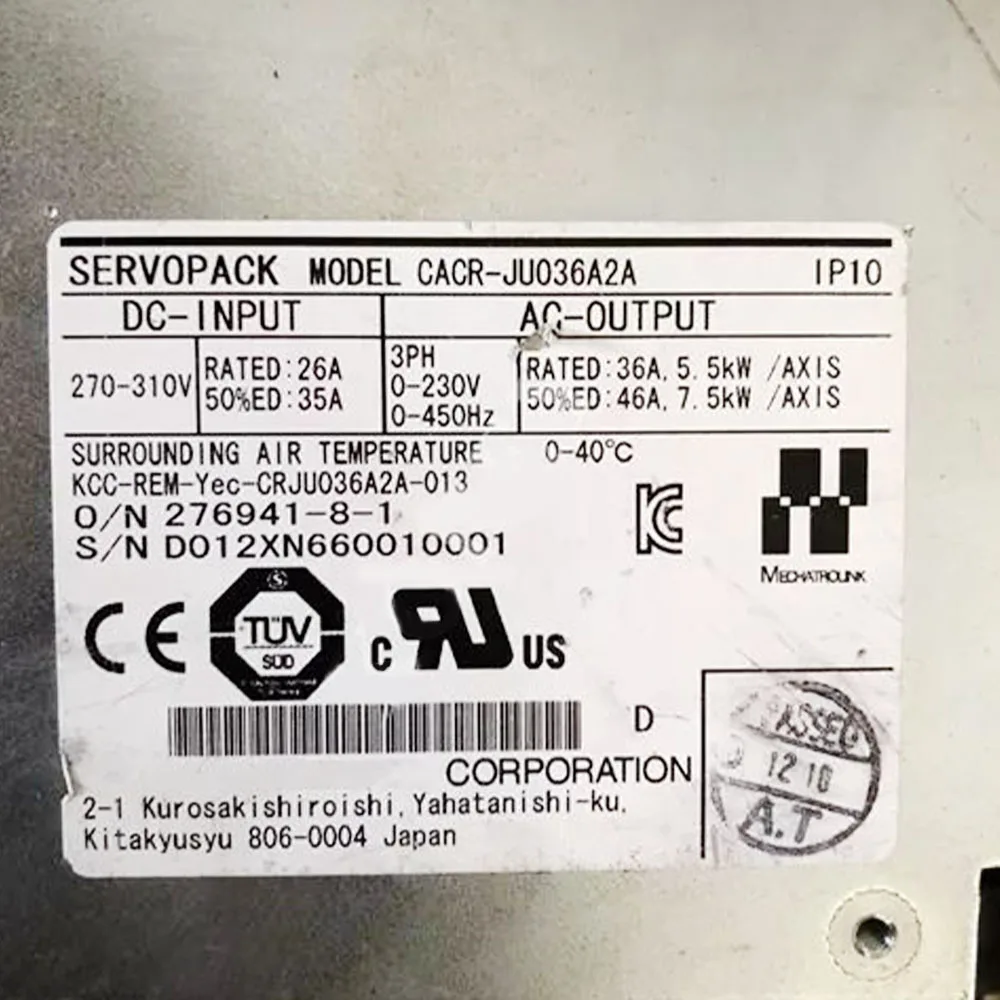 SERVOPACK MODEL CACR-JU036A2A IP10
DC-INPUT AC-OUTPUT
270-310V RATED:26A 50%ED:35A 3PH 0-230V 0-450Hz RATED:36A, 5.5kW /AXIS 50%ED:46A, 7.5kW /AXIS
SURROUNDING AIR TEMPERATURE 0-40°C
KCC-REM-Yec-CRJU036A2A-013
O/N 276941-8-1
S/N D012XN660010001
MECHATROLINK
CE TÜV SÜD c RU US
D
CORPORATION
2-1 Kurosakishiroishi, Yahatanishi-ku,
Kitakyusyu 806-0004 Japan
12 10
A.T